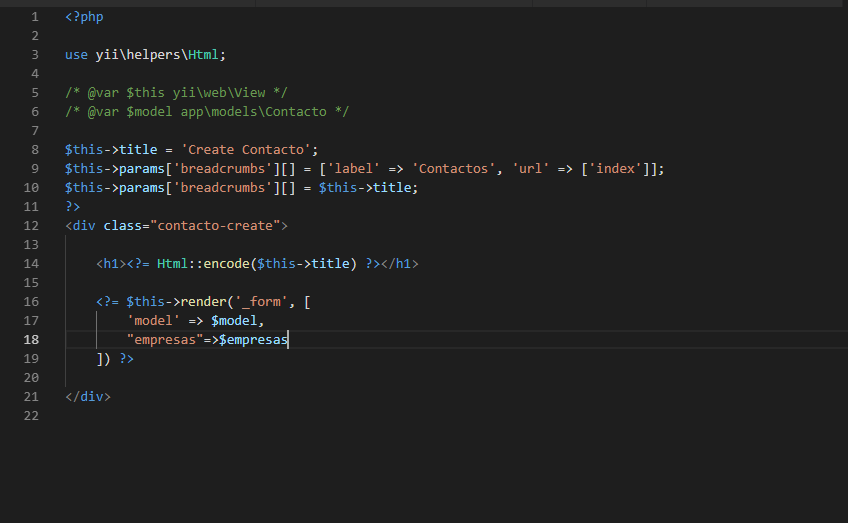 1 <?php
2
3 use yii\helpers\Html;
4
5 /* @var $this yii\web\View */
6 /* @var $model app\models\Contacto */
7
8 $this->title = 'Create Contacto';
9 $this->params['breadcrumbs'][] = ['label' => 'Contactos', 'url' => ['index']];
10 $this->params['breadcrumbs'][] = $this->title;
11 ?>
12 <div class="contacto-create">
13
14     <h1><?= Html::encode($this->title) ?></h1>
15
16     <?= $this->render('_form', [
17         'model' => $model,
18         "empresas"=>$empresas
19     ]) ?>
20
21 </div>
22